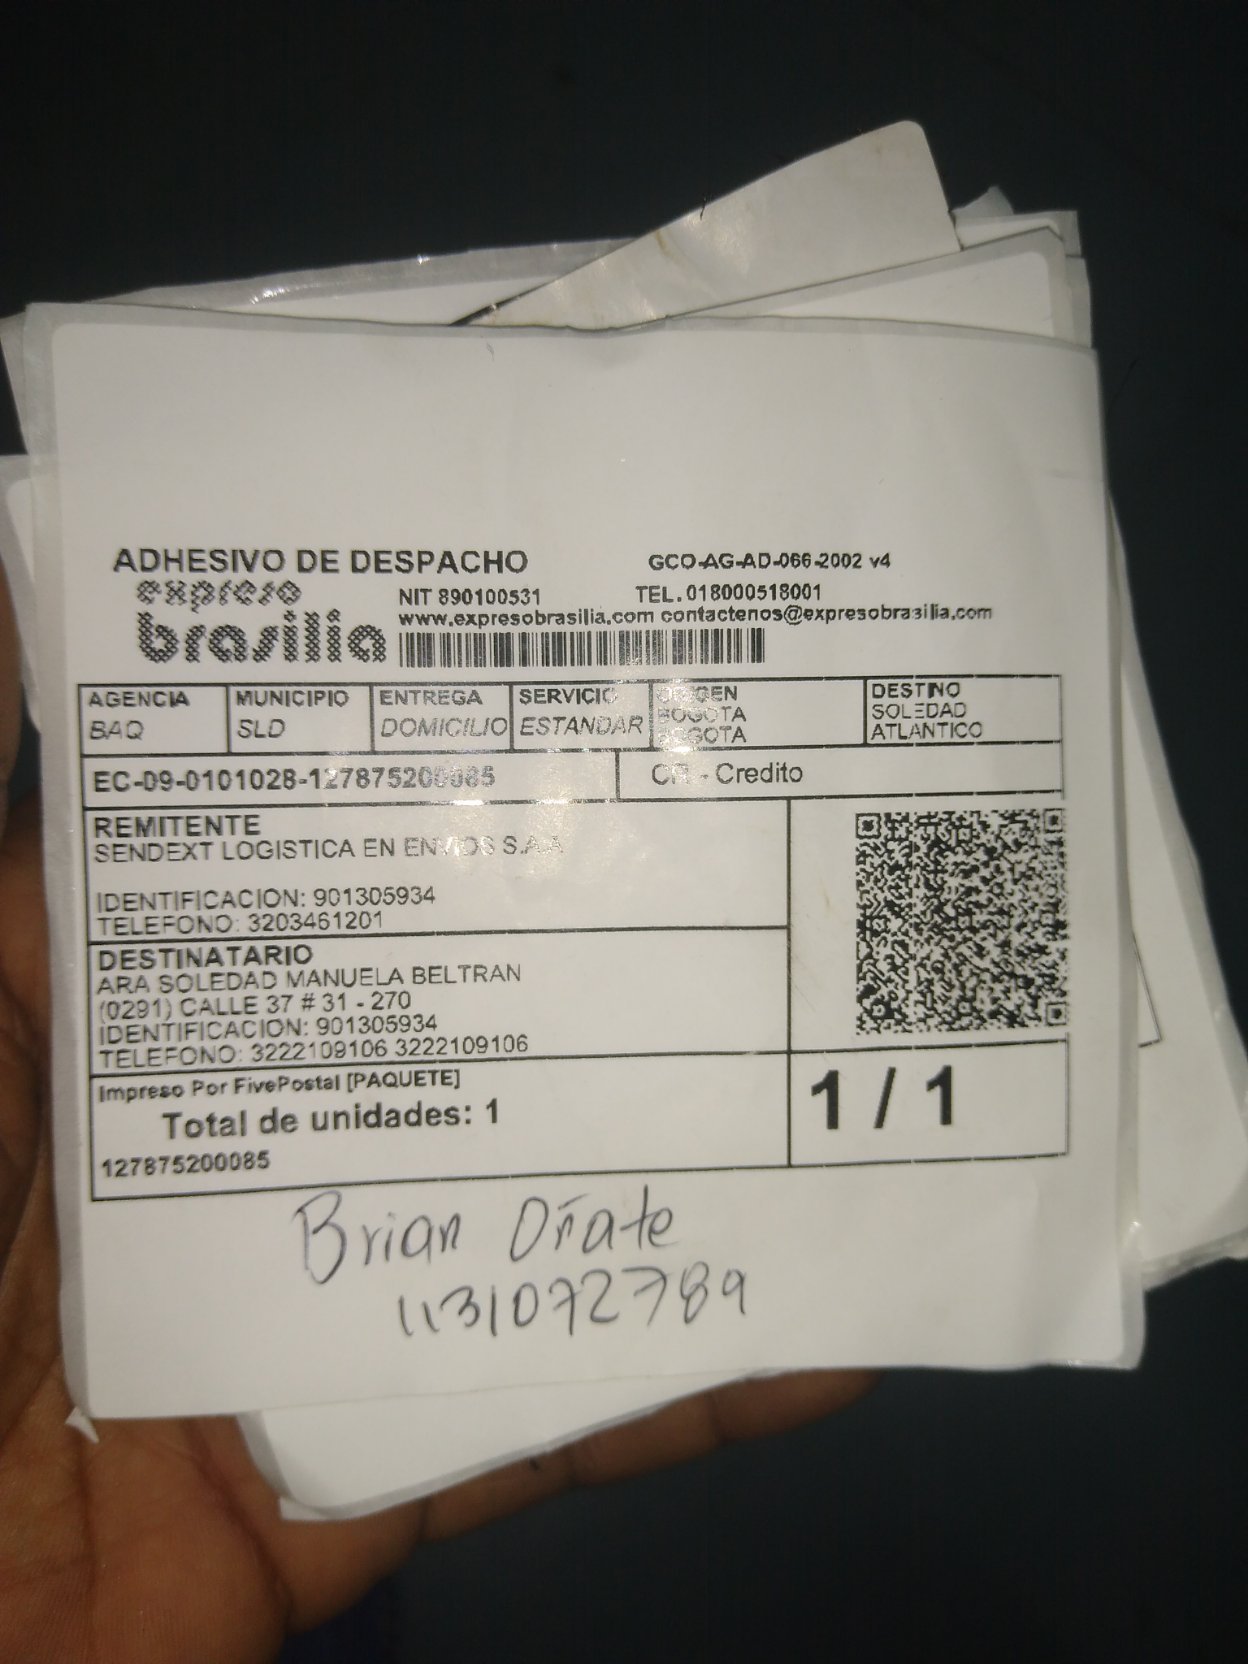 ADHESIVO DE DESPACHO
GCO-AG-AD-066-2002 v4
expreso
brasilia
NIT 890100531
TEL. 018000518001
www.expresobrasilia.com contactenos@expresobrasilia.com
AGENCIA
BAQ
MUNICIPIO
SLD
ENTREGA
DOMICILIO
SERVICIO
ESTANDAR
ORIGEN
BOGOTA
BOGOTA
DESTINO
SOLEDAD
ATLANTICO
EC-09-0101028-127875200085
CR - Credito
REMITENTE
SENDEXT LOGISTICA EN ENVIOS
IDENTIFICACION: 901305934
TELEFONO: 3203461201
DESTINATARIO
ARA SOLEDAD MANUELA BELTRAN
(0291) CALLE 37 # 31 - 270
IDENTIFICACION: 901305934
TELEFONO: 3222109106 3222109106
Impreso Por FivePostal [PAQUETE]
Total de unidades: 1
127875200085
1 / 1
Brian Oñate
1131072789